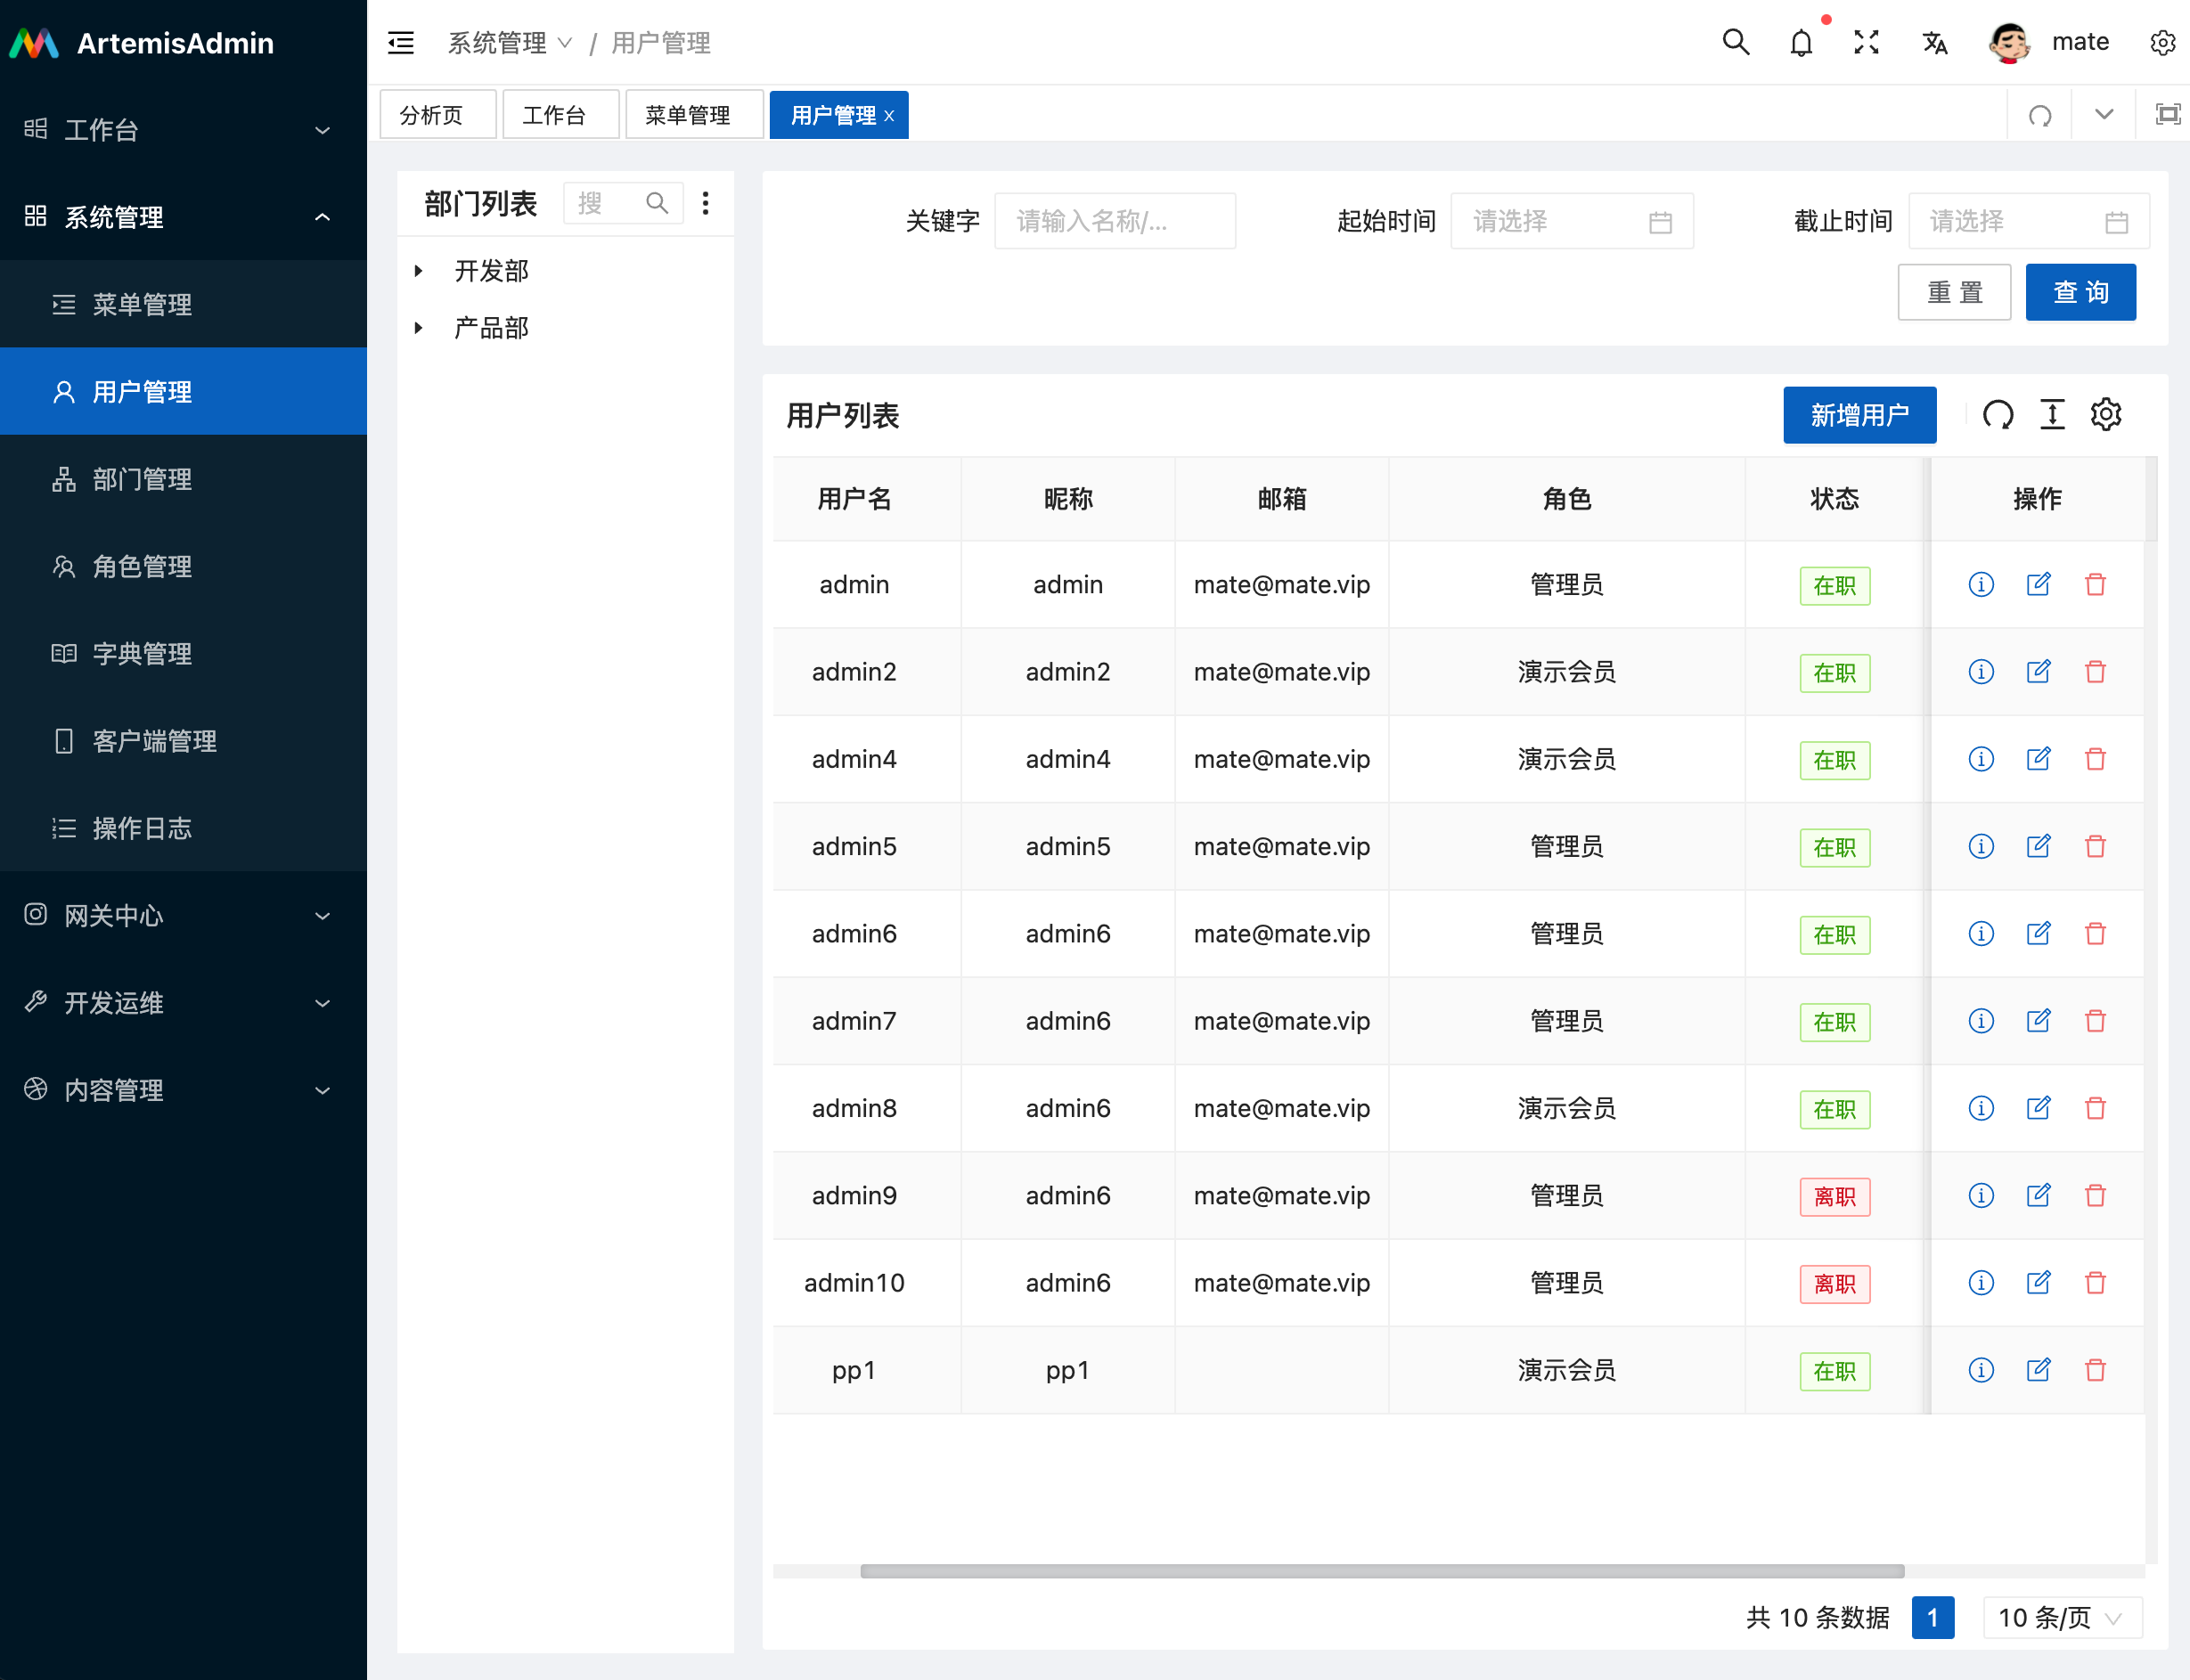 ArtemisAdmin
工作台
系统管理
菜单管理
用户管理
部门管理
角色管理
字典管理
客户端管理
操作日志
网关中心
开发运维
内容管理
系统管理 / 用户管理
mate
分析页 工作台 菜单管理 用户管理 x
部门列表 搜
开发部
产品部
关键字 请输入名称/... 起始时间 请选择 截止时间 请选择
重 置 查 询
用户列表 新增用户
用户名 昵称 邮箱 角色 状态 操作
admin admin mate@mate.vip 管理员 在职
admin2 admin2 mate@mate.vip 演示会员 在职
admin4 admin4 mate@mate.vip 演示会员 在职
admin5 admin5 mate@mate.vip 管理员 在职
admin6 admin6 mate@mate.vip 管理员 在职
admin7 admin6 mate@mate.vip 管理员 在职
admin8 admin6 mate@mate.vip 演示会员 在职
admin9 admin6 mate@mate.vip 管理员 离职
admin10 admin6 mate@mate.vip 管理员 离职
pp1 pp1 演示会员 在职
共 10 条数据 1 10 条/页